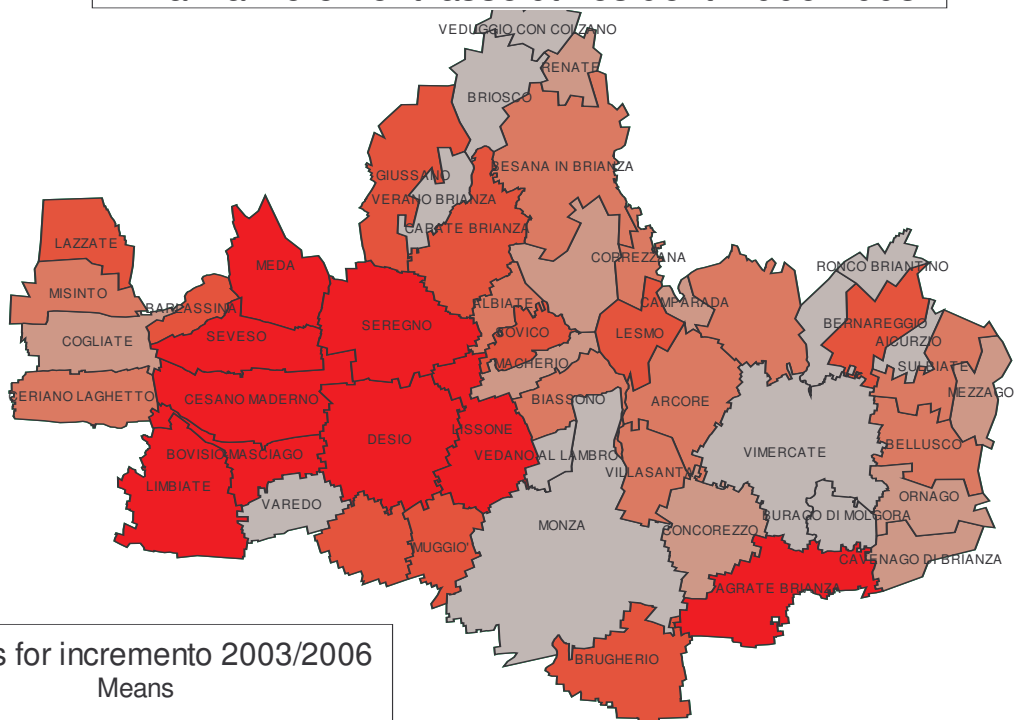 VEDUGGIO CON COLZANO
RENATE
BRIOSCO
BESANA IN BRIANZA
GIUSSANO
VERANO BRIANZA
CARATE BRIANZA
LAZZATE
MEDA
CORREZZANA
RONCO BRIANTINO
MISINTO
BARLASSINA
ALBIATE
CAMPARADA
SEREGNO
BERNAREGGIO
COGLIATE
SEVESO
SOVICO
LESMO
AICURZIO
MACHERIO
SULBIATE
CERIANO LAGHETTO
CESANO MADERNO
BIASSONO
ARCORE
MEZZAGO
DESIO
LISSONE
BELLUSCO
BOVISIO-MASCIAGO
VEDANO AL LAMBRO
VIMERCATE
LIMBIATE
VILLASANTA
ORNAGO
VAREDO
MONZA
CONCOREZZO
BURAGO DI MOLGORA
MUGGIO'
CAVENAGO DI BRIANZA
AGRATE BRIANZA
BRUGHERIO
s for incremento 2003/2006
Means